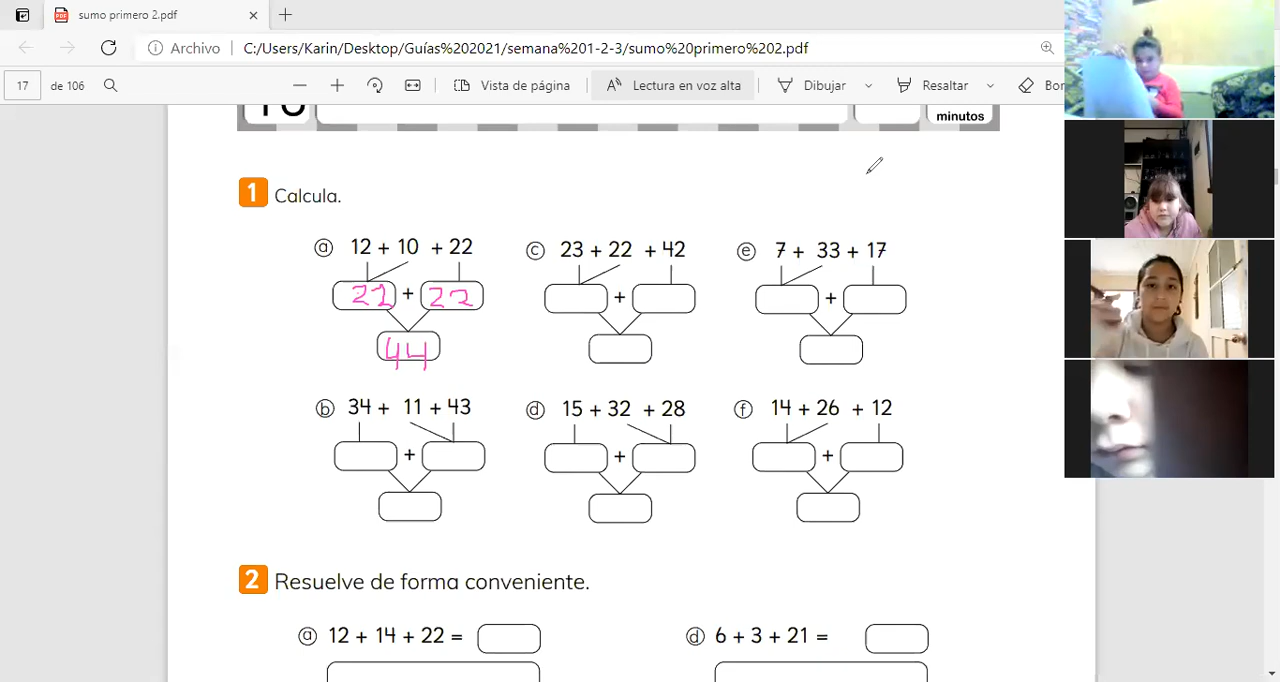 sumo primero 2.pdf
Archivo C:/Users/Karin/Desktop/Guías%202021/semana%201-2-3/sumo%20primero%202.pdf
17 de 106 Vista de página Lectura en voz alta Dibujar Resaltar
minutos
1 Calcula.
a 12 + 10 + 22
c 23 + 22 + 42
e 7 + 33 + 17
22 + 22
+
+
44
b 34 + 11 + 43
d 15 + 32 + 28
f 14 + 26 + 12
+
+
+
2 Resuelve de forma conveniente.
a 12 + 14 + 22 =
d 6 + 3 + 21 =